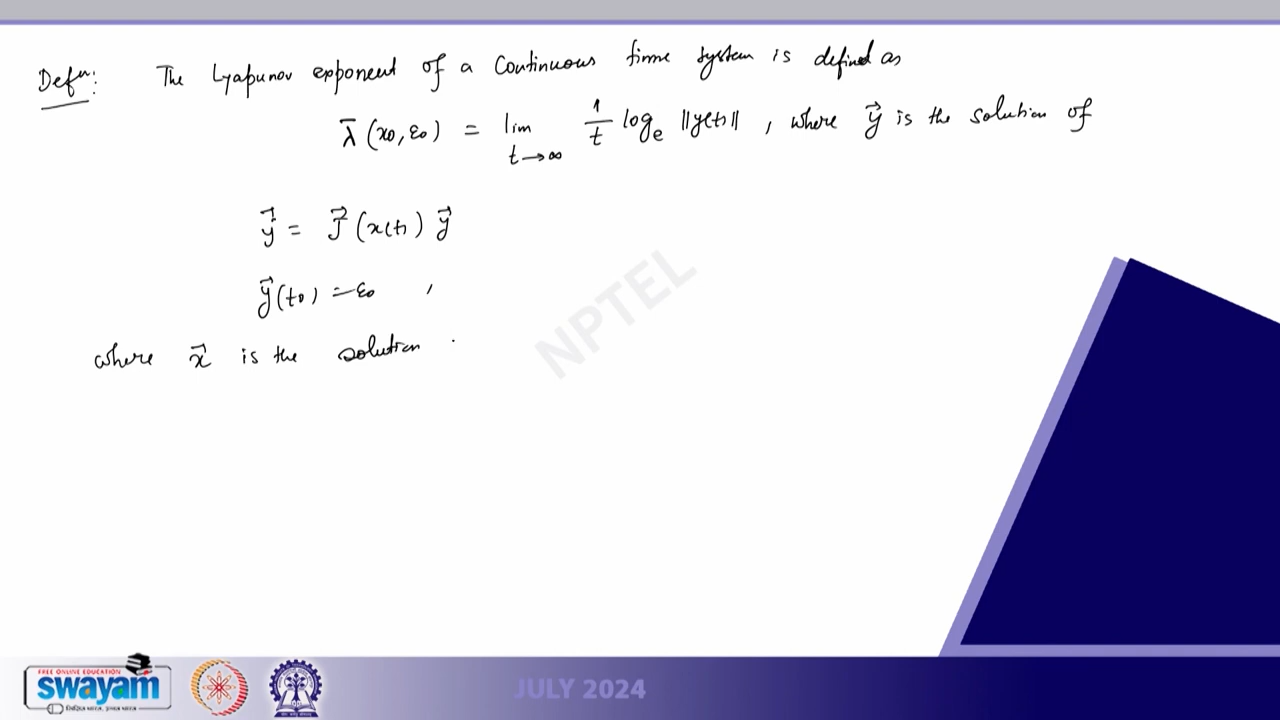 Defn: The Lyapunov exponent of a continuous time system is defined as
λ̄ (x₀, ε₀) = lim t→∞ 1/t logₑ ‖y(t)‖ , where y⃗ is the solution of
y⃗̇ = J⃗ (x(t)) y⃗
y⃗(t₀) = ε₀ ,
where x⃗ is the solution
NPTEL
FREE ONLINE EDUCATION
swayam
JULY 2024